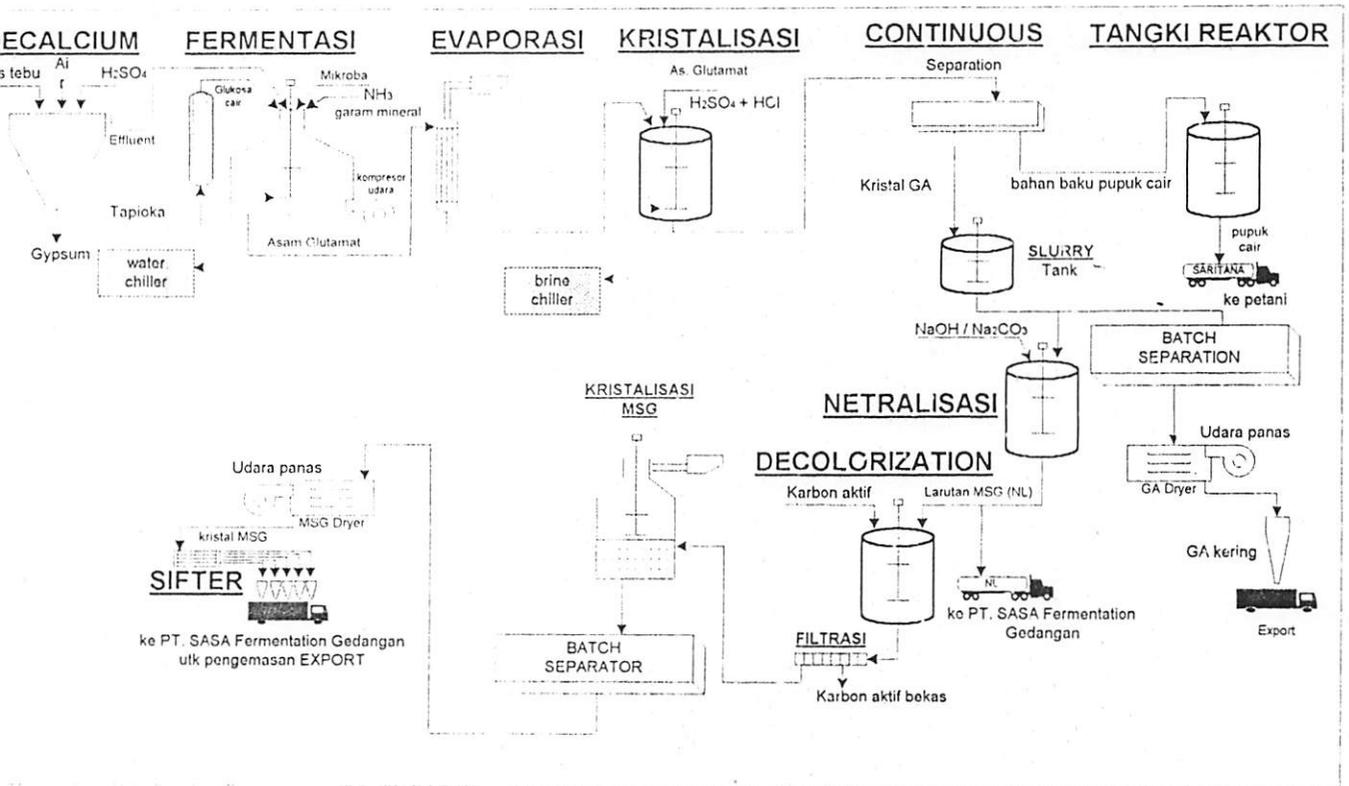 ECALCIUM
FERMENTASI
EVAPORASI
KRISTALISASI
CONTINUOUS
TANGKI REAKTOR
s tebu
Ai
r
H₂SO₄
Effluent
Gypsum
Glukosa
cair
Tapioka
water
chiller
Mikroba
NH₃
garam mineral
kompresor
udara
Asam Glutamat
brine
chiller
As. Glutamat
H₂SO₄ + HCl
Separation
Kristal GA
bahan baku pupuk cair
SLURRY
Tank
pupuk
cair
SARITANA
ke petani
NaOH / Na₂CO₃
BATCH
SEPARATION
NETRALISASI
Udara panas
GA Dryer
GA kering
Export
DECOLORIZATION
Karbon aktif
Larutan MSG (NL)
NL
ke PT. SASA Fermentation
Gedangan
FILTRASI
Karbon aktif bekas
KRISTALISASI
MSG
BATCH
SEPARATOR
Udara panas
MSG Dryer
kristal MSG
SIFTER
ke PT. SASA Fermentation Gedangan
utk pengemasan EXPORT